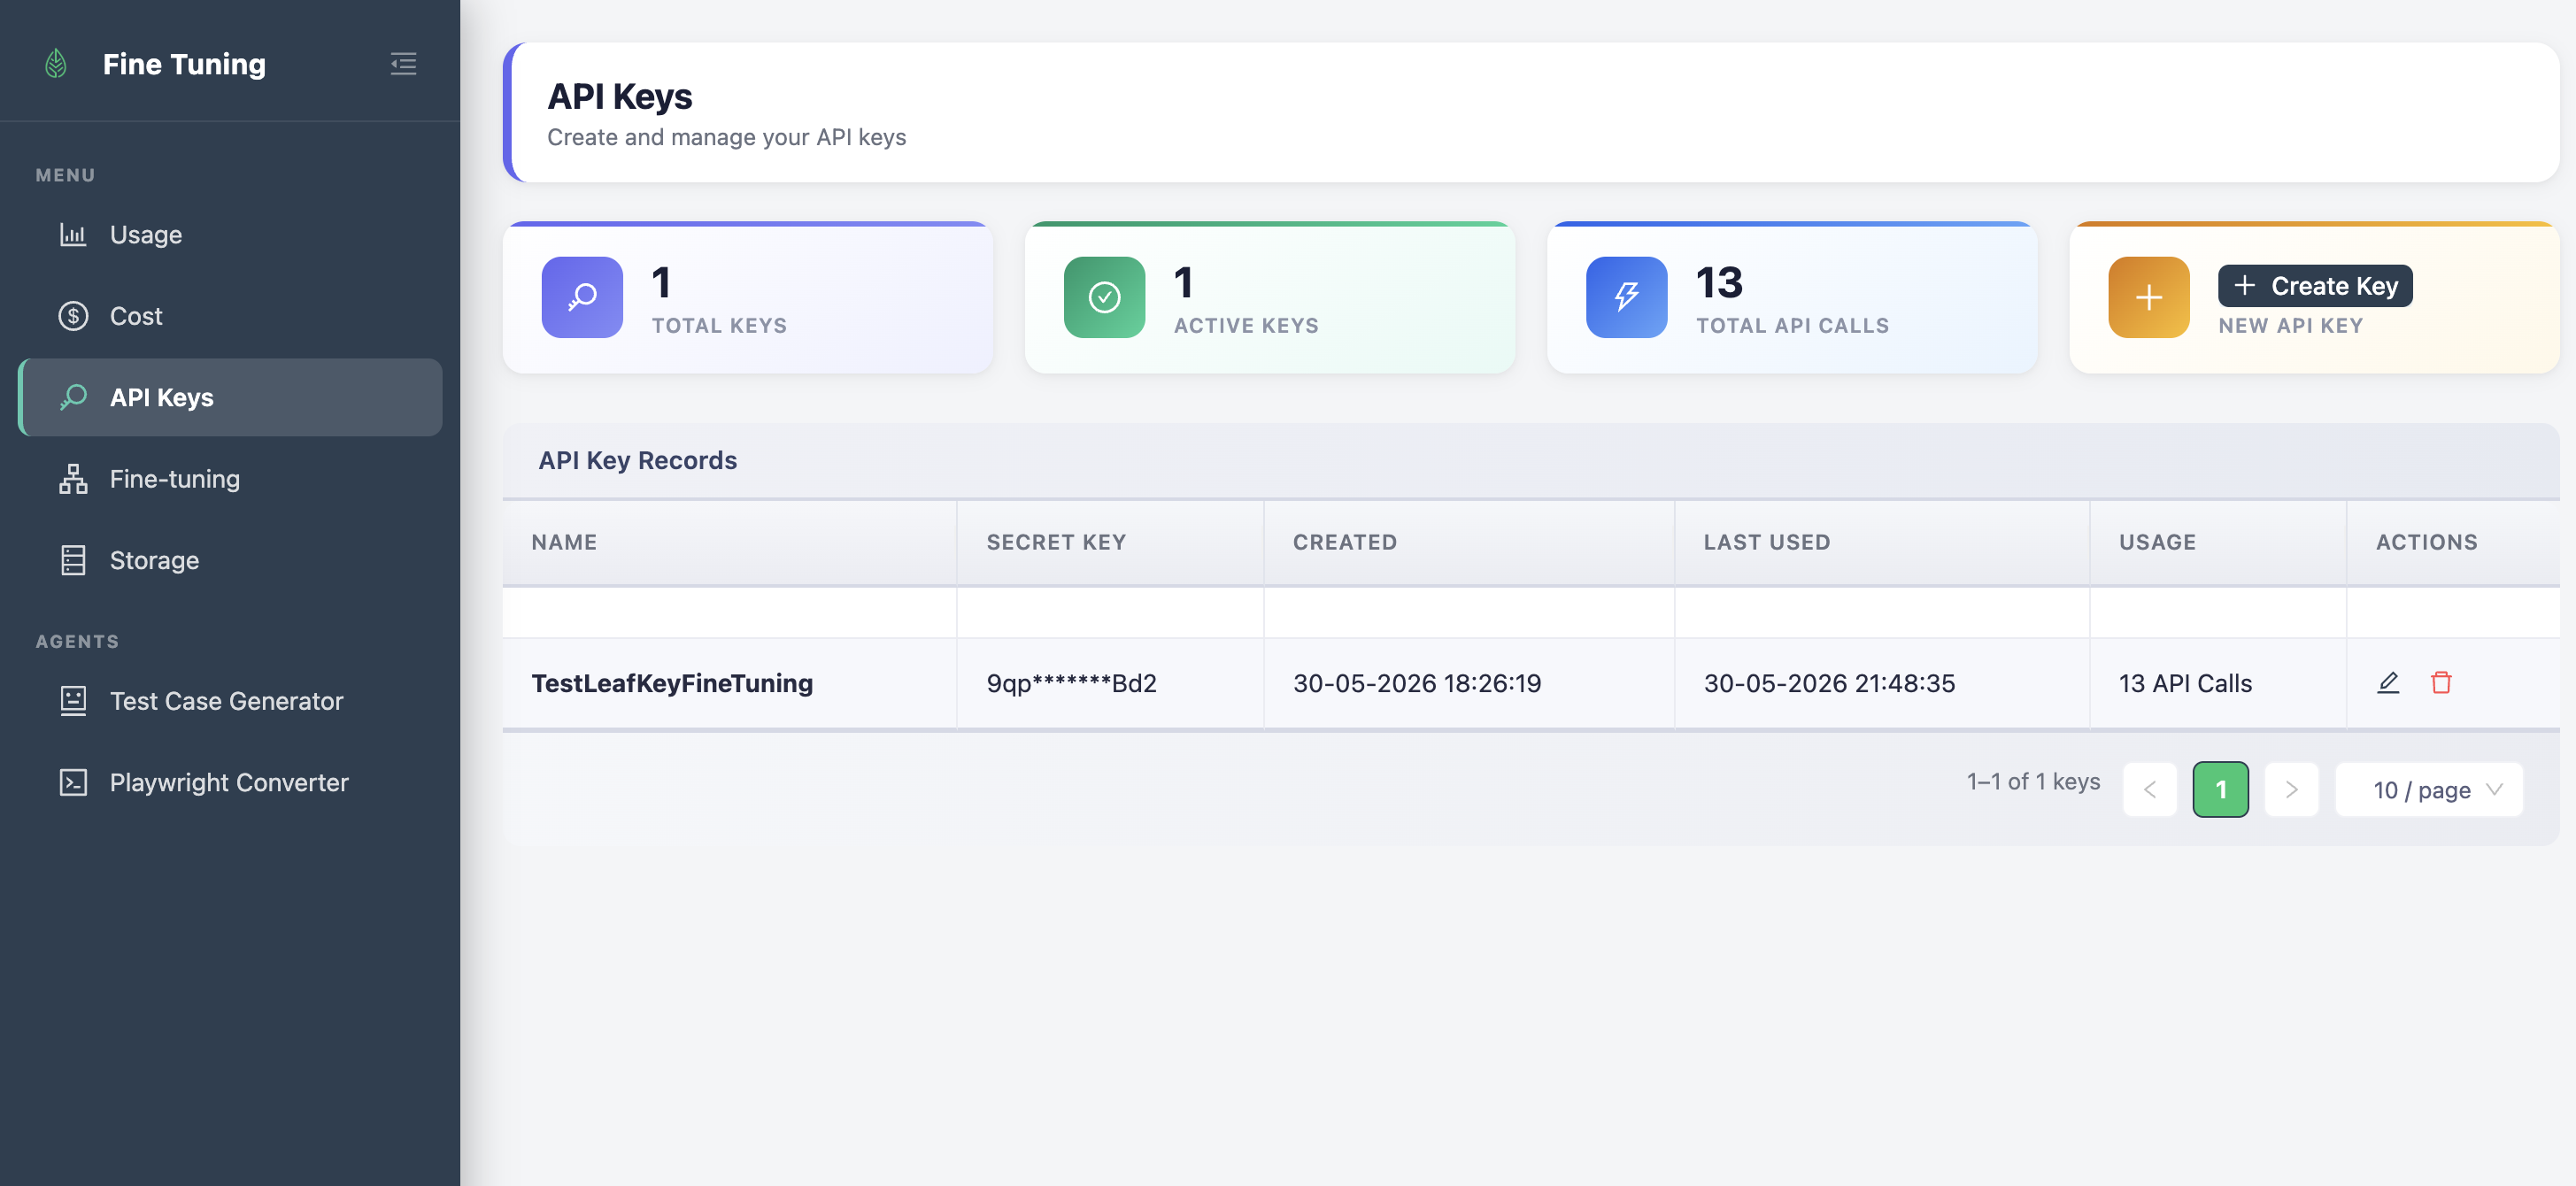 Fine Tuning
MENU
Usage
Cost
API Keys
Fine-tuning
Storage
AGENTS
Test Case Generator
Playwright Converter
API Keys
Create and manage your API keys
1
TOTAL KEYS
1
ACTIVE KEYS
13
TOTAL API CALLS
+ Create Key
NEW API KEY
API Key Records
NAME SECRET KEY CREATED LAST USED USAGE ACTIONS
TestLeafKeyFineTuning 9qp*******Bd2 30-05-2026 18:26:19 30-05-2026 21:48:35 13 API Calls
1–1 of 1 keys < 1 > 10 / page